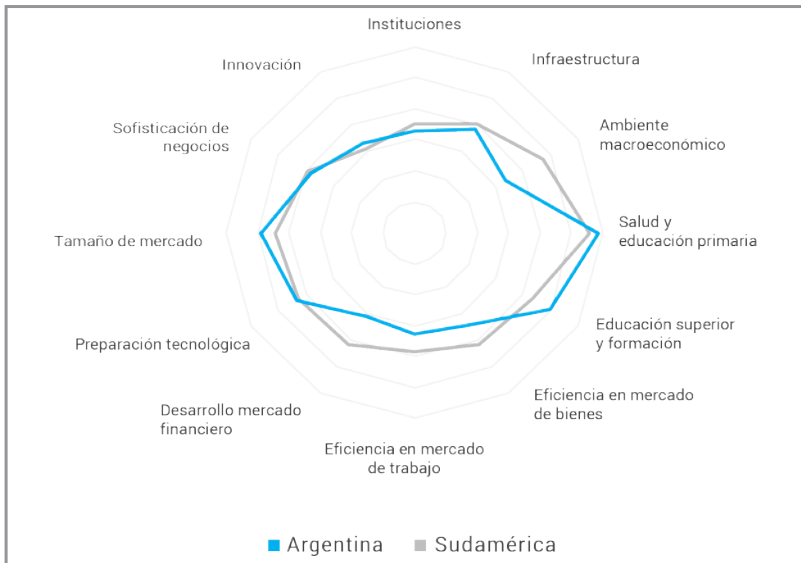 Instituciones
Infraestructura
Innovación
Sofisticación de
negocios
Ambiente
macroeconómico
Tamaño de mercado
Salud y
educación primaria
Preparación tecnológica
Educación superior
y formación
Desarrollo mercado
financiero
Eficiencia en mercado
de bienes
Eficiencia en mercado
de trabajo
Argentina
Sudamérica